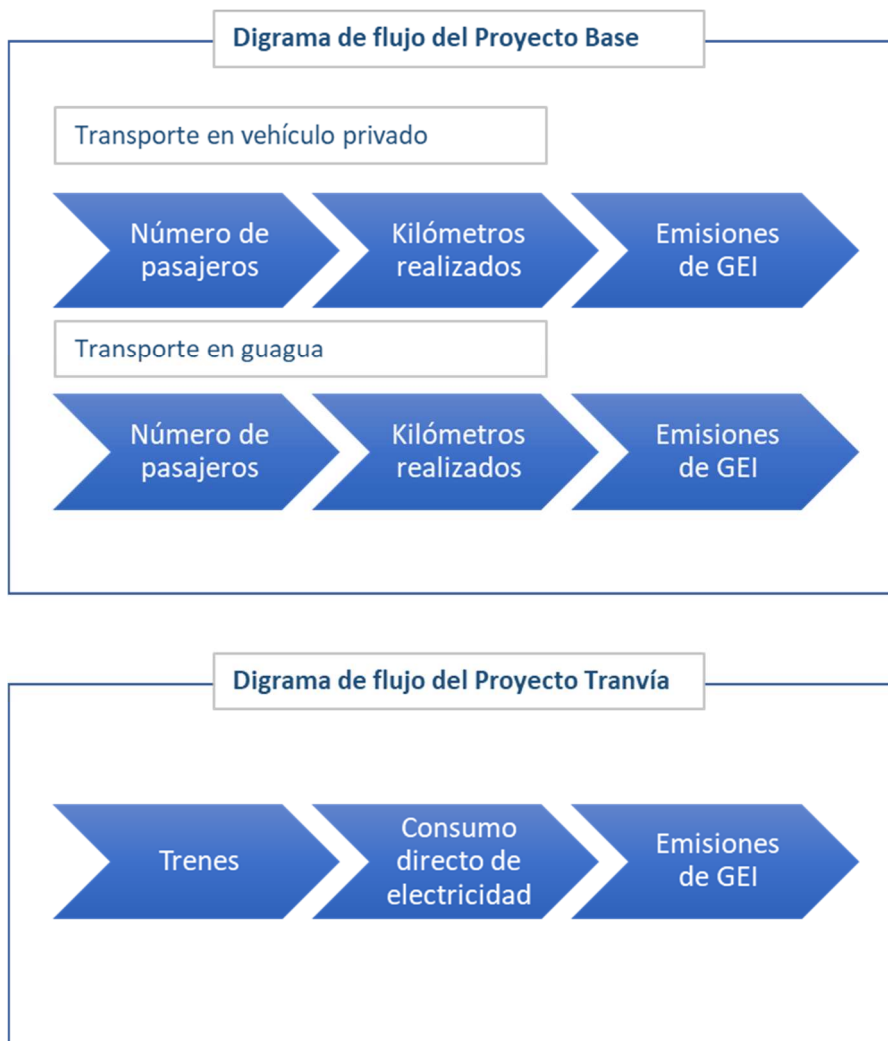 Digrama de flujo del Proyecto Base
Transporte en vehículo privado
Número de
pasajeros
Kilómetros
realizados
Emisiones
de GEI
Transporte en guagua
Número de
pasajeros
Kilómetros
realizados
Emisiones
de GEI
Digrama de flujo del Proyecto Tranvía
Trenes
Consumo
directo de
electricidad
Emisiones
de GEI